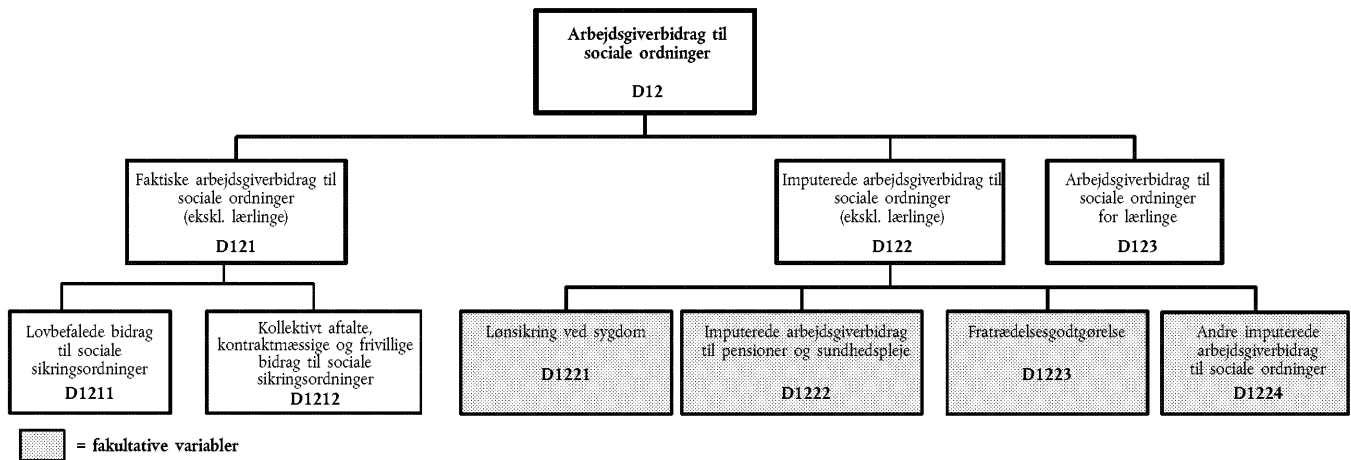 Arbejdsgiverbidrag til
sociale ordninger
D12
Faktiske arbejdsgiverbidrag til
sociale ordninger
(ekskl. lærlinge)
D121
Imputerede arbejdsgiverbidrag til
sociale ordninger
(ekskl. lærlinge)
D122
Arbejdsgiverbidrag til
sociale ordninger
for lærlinge
D123
Lovbefalede bidrag
til sociale
sikringsordninger
D1211
Kollektivt aftalte,
kontraktmæssige og frivillige
bidrag til sociale
sikringsordninger
D1212
Lønsikring ved sygdom
D1221
Imputerede arbejdsgiverbidrag
til pensioner og sundhedspleje
D1222
Fratrædelsesgodtgørelse
D1223
Andre imputerede
arbejdsgiverbidrag
til sociale ordninger
D1224
= fakultative variabler